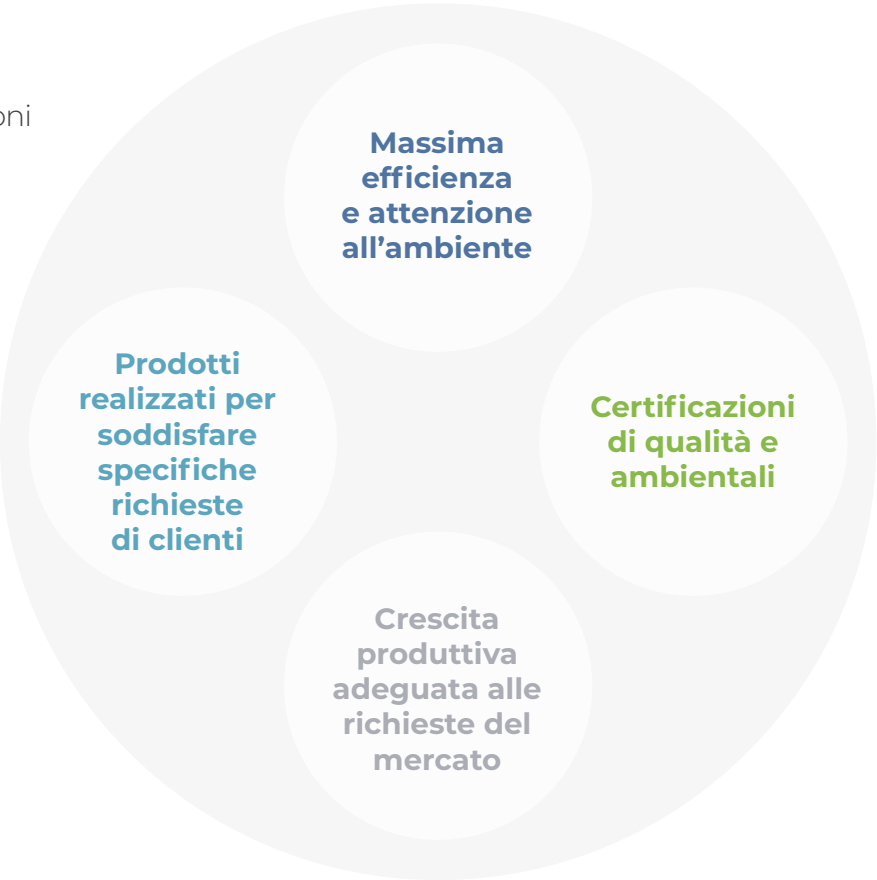 oni
Massima
efficienza
e attenzione
all’ambiente
Prodotti
realizzati per
soddisfare
specifiche
richieste
di clienti
Certificazioni
di qualità e
ambientali
Crescita
produttiva
adeguata alle
richieste del
mercato